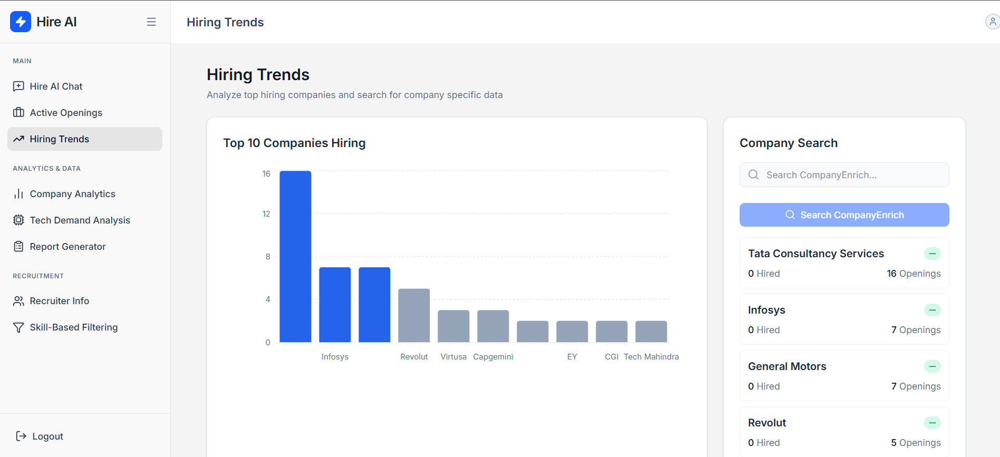 Hire AI
MAIN
Hire AI Chat
Active Openings
Hiring Trends
ANALYTICS & DATA
Company Analytics
Tech Demand Analysis
Report Generator
RECRUITMENT
Recruiter Info
Skill-Based Filtering
Logout
Hiring Trends
Hiring Trends
Analyze top hiring companies and search for company specific data
Top 10 Companies Hiring
16
12
8
4
0
Infosys Revolut Virtusa Capgemini EY CGI Tech Mahindra
Company Search
Search CompanyEnrich...
Search CompanyEnrich
Tata Consultancy Services —
0 Hired 16 Openings
Infosys —
0 Hired 7 Openings
General Motors —
0 Hired 7 Openings
Revolut —
0 Hired 5 Openings